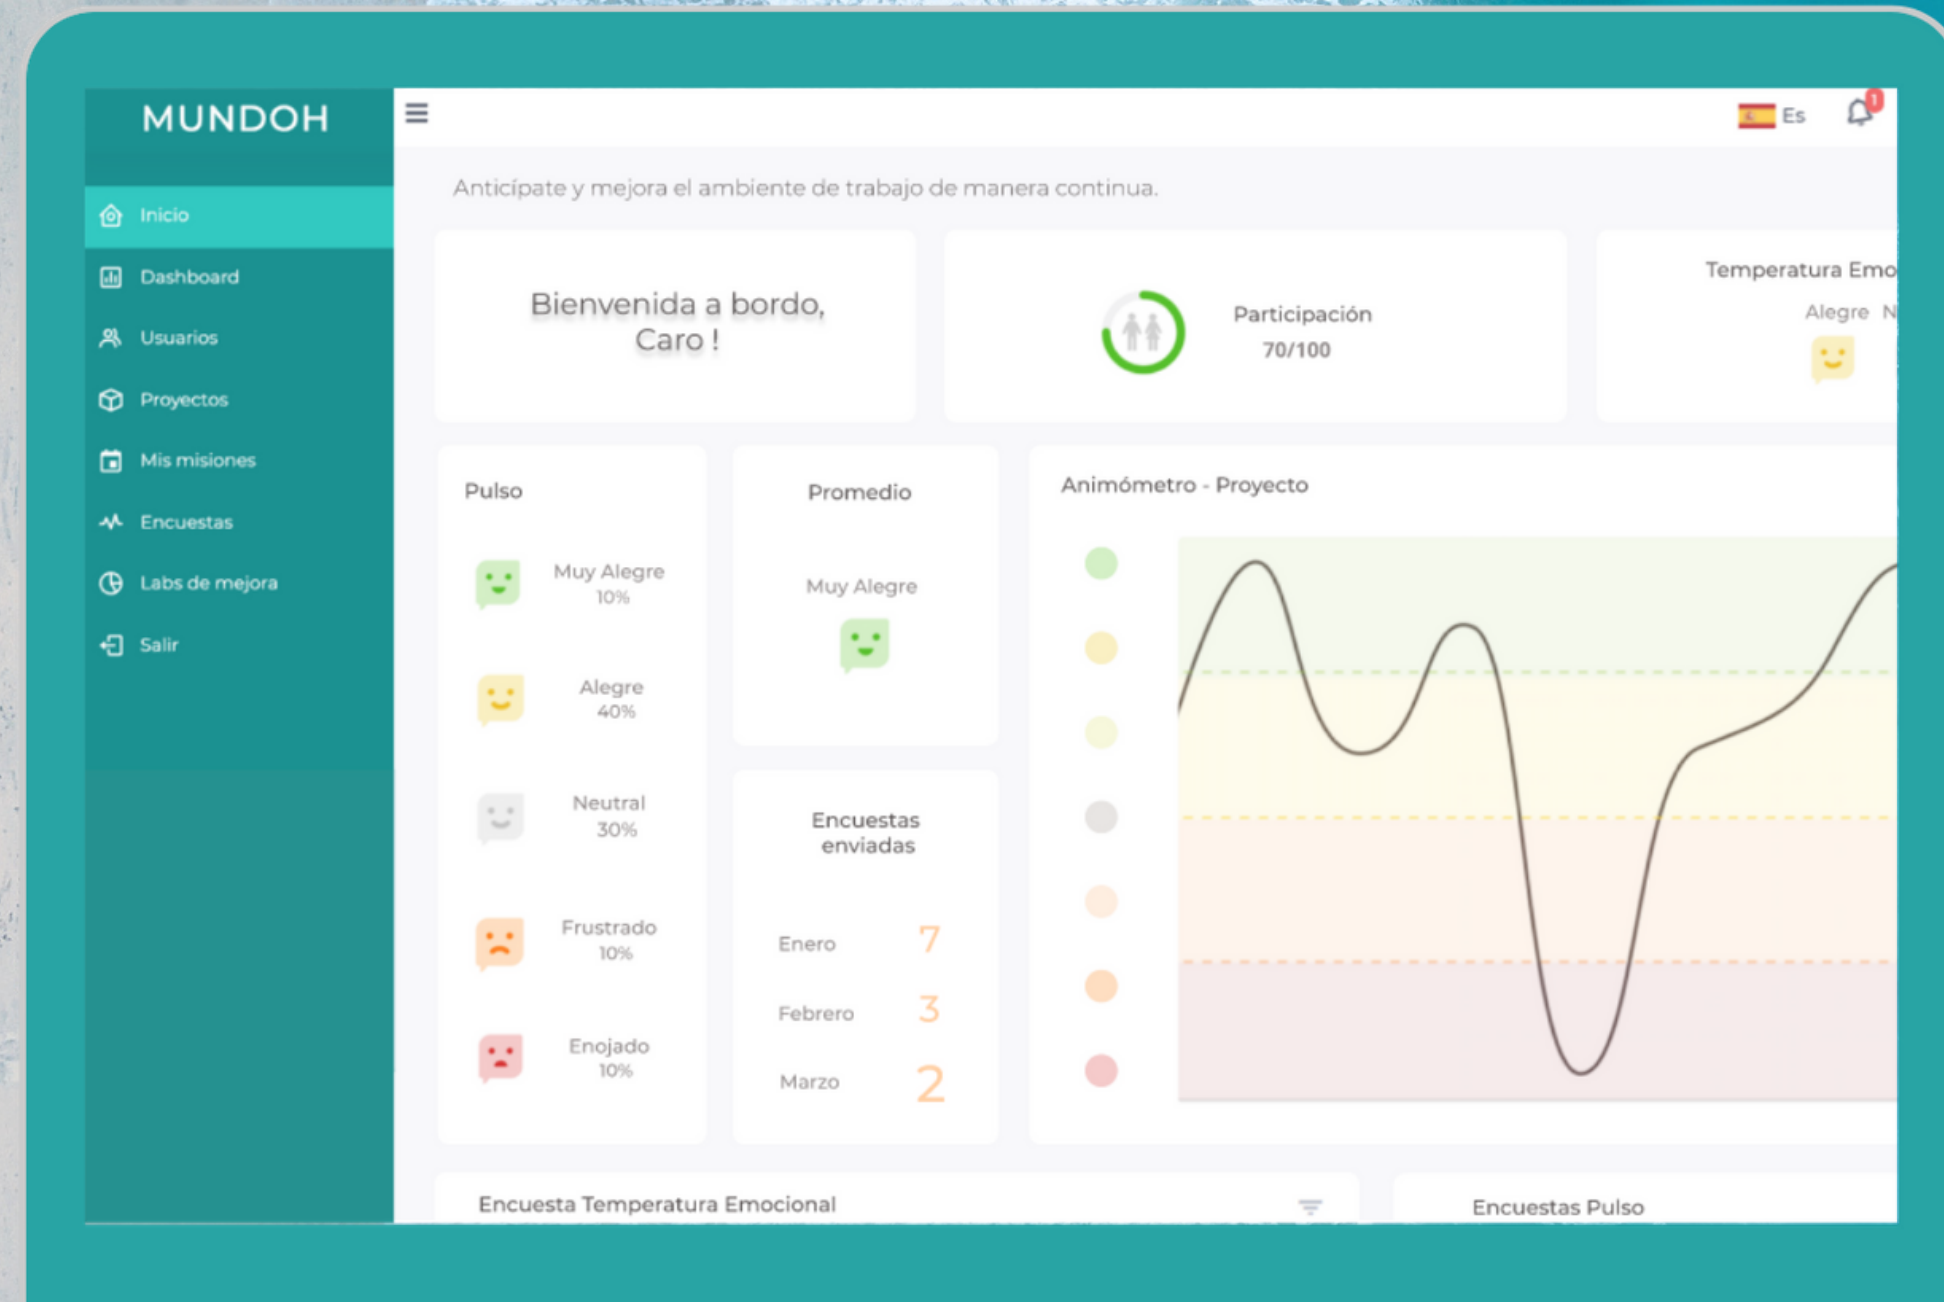 MUNDOH
Es
1
Anticípate y mejora el ambiente de trabajo de manera continua.
Inicio
Dashboard
Usuarios
Proyectos
Mis misiones
Encuestas
Labs de mejora
Salir
Bienvenida a bordo,
Caro !
Participación
70/100
Temperatura Emo
Alegre N
Pulso
Muy Alegre
10%
Alegre
40%
Neutral
30%
Frustrado
10%
Enojado
10%
Promedio
Muy Alegre
Encuestas
enviadas
Enero 7
Febrero 3
Marzo 2
Animómetro - Proyecto
Encuesta Temperatura Emocional
Encuestas Pulso